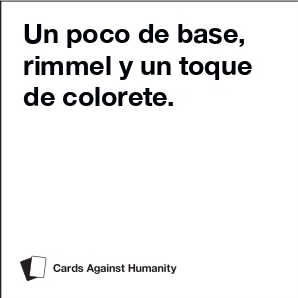 Un poco de base,
rimmel y un toque
de colorete.
Cards Against Humanity